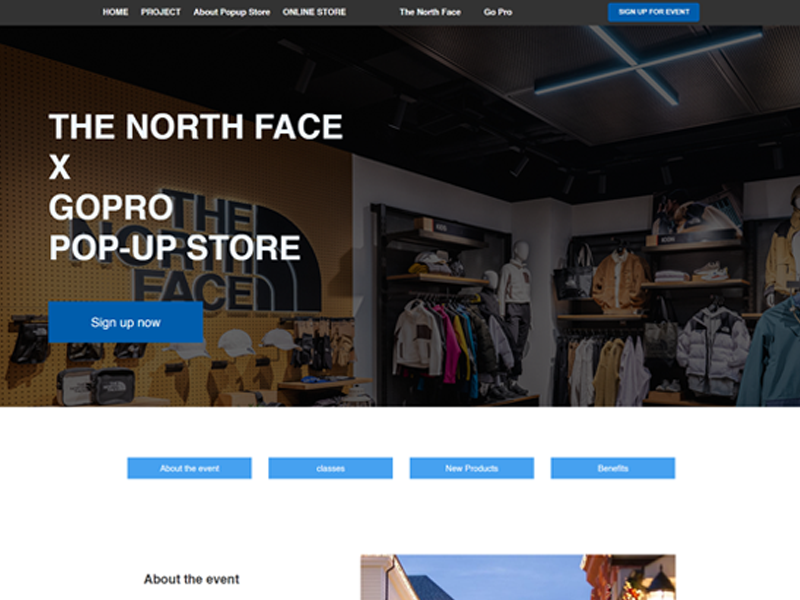 HOME PROJECT About Popup Store ONLINE STORE The North Face Go Pro SIGN UP FOR EVENT
THE NORTH FACE
X
GOPRO
POP-UP STORE
THE
NORTH
FACE
Sign up now
About the event classes New Products Benefits
About the event